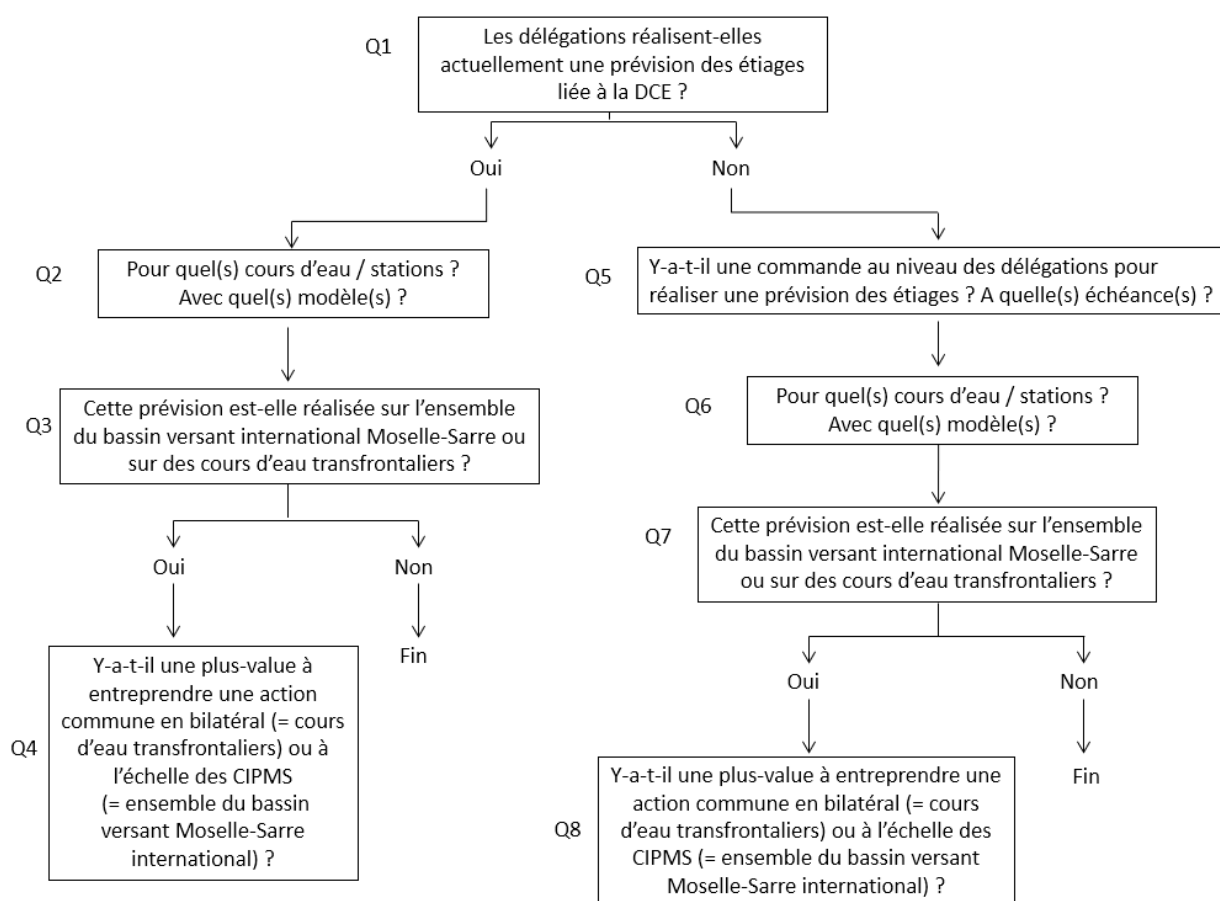 Q1
Les délégations réalisent-elles
actuellement une prévision des étiages
liée à la DCE ?
Oui
Non
Q2
Pour quel(s) cours d'eau / stations ?
Avec quel(s) modèle(s) ?
Q5
Y-a-t-il une commande au niveau des délégations pour
réaliser une prévision des étiages ? A quelle(s) échéance(s) ?
Q3
Cette prévision est-elle réalisée sur l'ensemble
du bassin versant international Moselle-Sarre ou
sur des cours d'eau transfrontaliers ?
Q6
Pour quel(s) cours d'eau / stations ?
Avec quel(s) modèle(s) ?
Oui
Non
Q7
Cette prévision est-elle réalisée sur l'ensemble
du bassin versant international Moselle-Sarre
ou sur des cours d'eau transfrontaliers ?
Q4
Y-a-t-il une plus-value à
entreprendre une action
commune en bilatéral (= cours
d'eau transfrontaliers) ou à
l'échelle des CIPMS
(= ensemble du bassin
versant Moselle-Sarre
international) ?
Fin
Oui
Non
Q8
Y-a-t-il une plus-value à entreprendre une
action commune en bilatéral (= cours
d'eau transfrontaliers) ou à l'échelle des
CIPMS (= ensemble du bassin versant
Moselle-Sarre international) ?
Fin